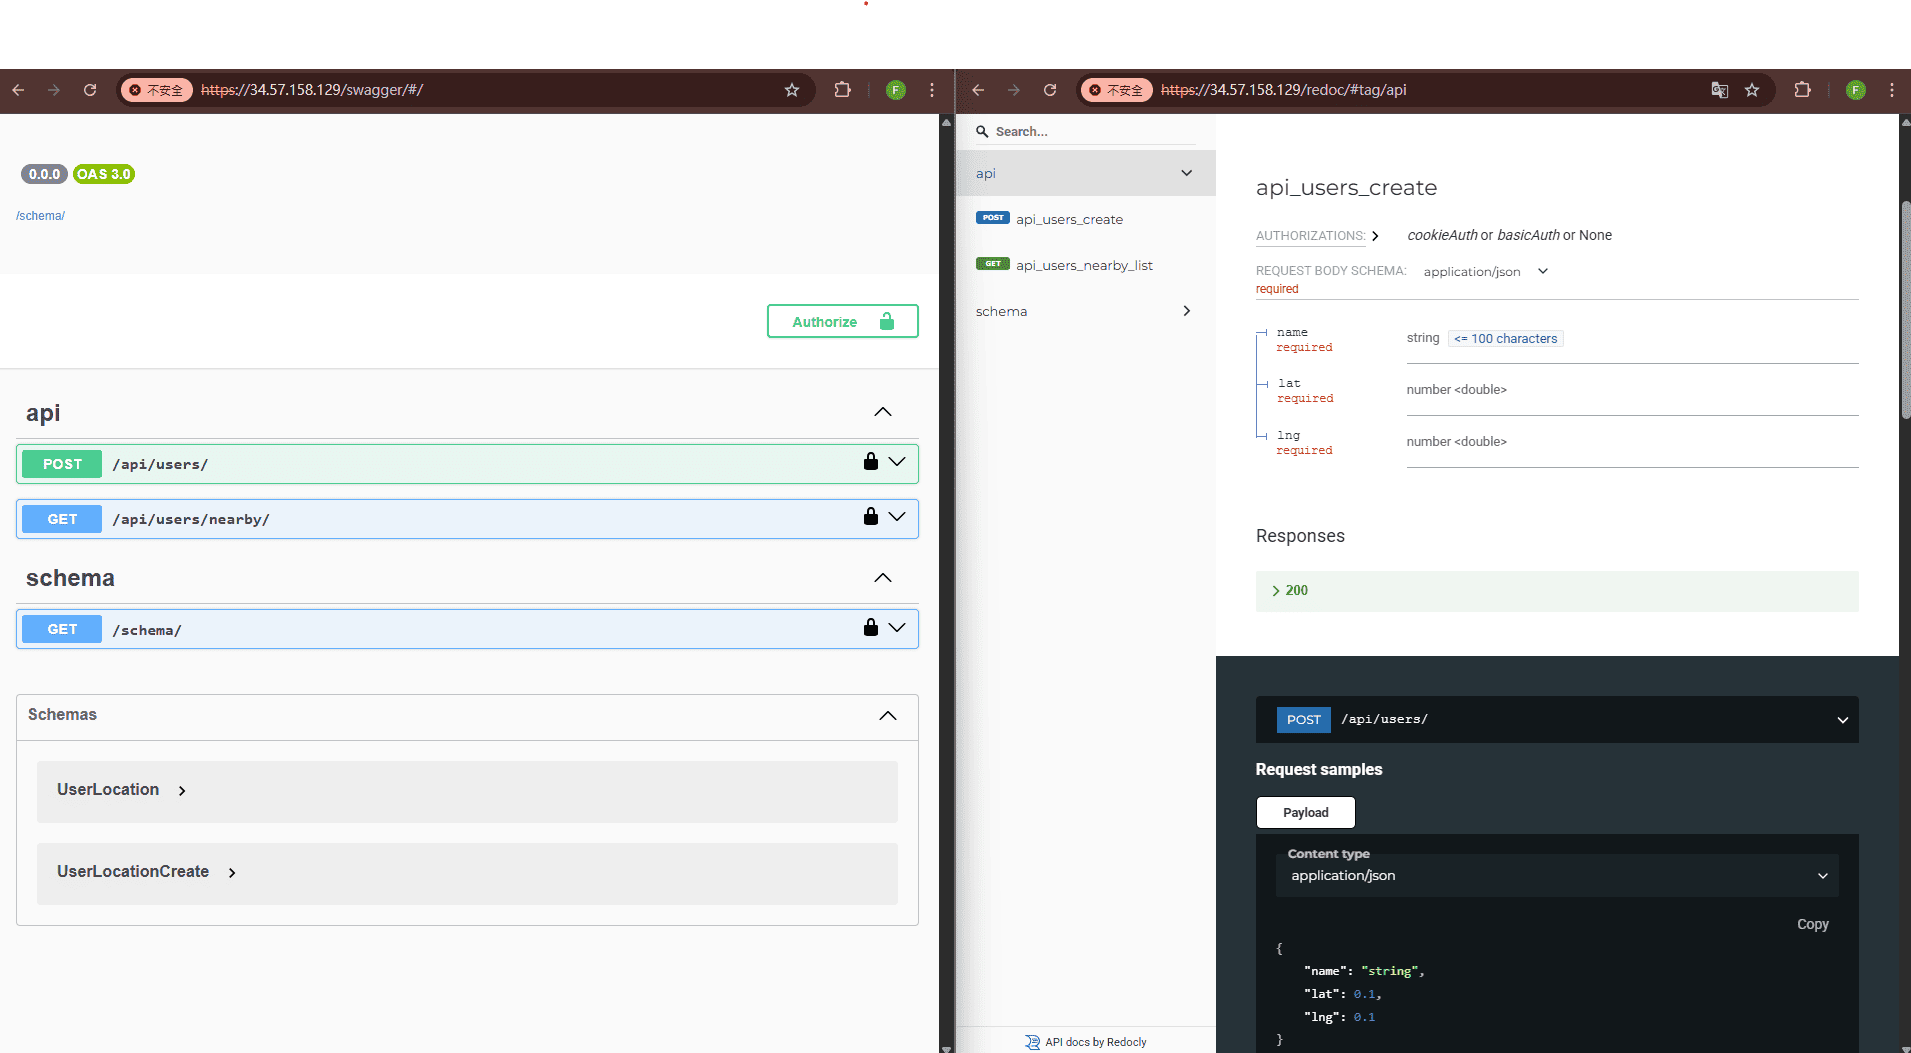 不安全
https://34.57.158.129/swagger/#/
F
0.0.0
OAS 3.0
/schema/
Authorize
api
POST
/api/users/
GET
/api/users/nearby/
schema
GET
/schema/
Schemas
UserLocation
UserLocationCreate
不安全
https://34.57.158.129/redoc/#tag/api
F
Search...
api
POST
api_users_create
GET
api_users_nearby_list
schema
API docs by Redocly
api_users_create
AUTHORIZATIONS:
cookieAuth or basicAuth or None
REQUEST BODY SCHEMA:
application/json
required
name
required
string
<= 100 characters
lat
required
number <double>
lng
required
number <double>
Responses
200
POST
/api/users/
Request samples
Payload
Content type
application/json
Copy
{
"name": "string",
"lat": 0.1,
"lng": 0.1
}